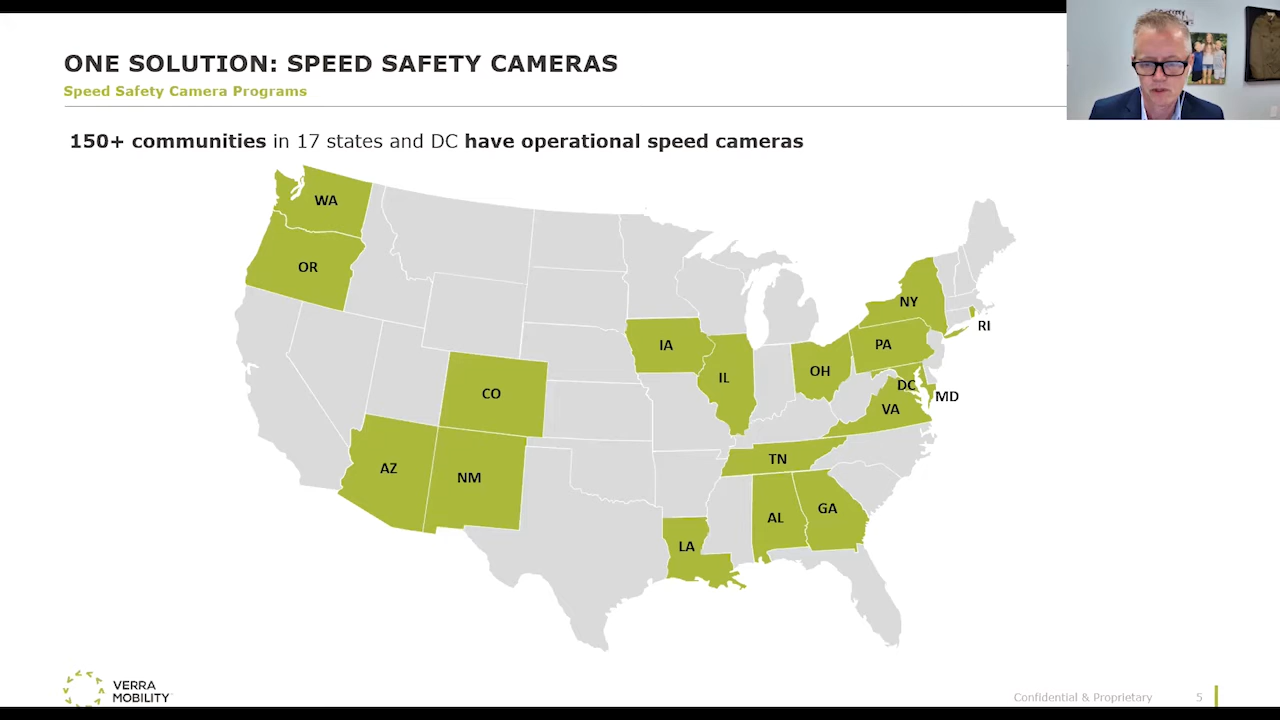 ONE SOLUTION: SPEED SAFETY CAMERAS
Speed Safety Camera Programs
150+ communities in 17 states and DC have operational speed cameras
WA
OR
NY
RI
IA
PA
IL
OH
DC
CO
MD
VA
TN
AZ
NM
GA
AL
LA
VERRA
MOBILITY
Confidential & Proprietary 5